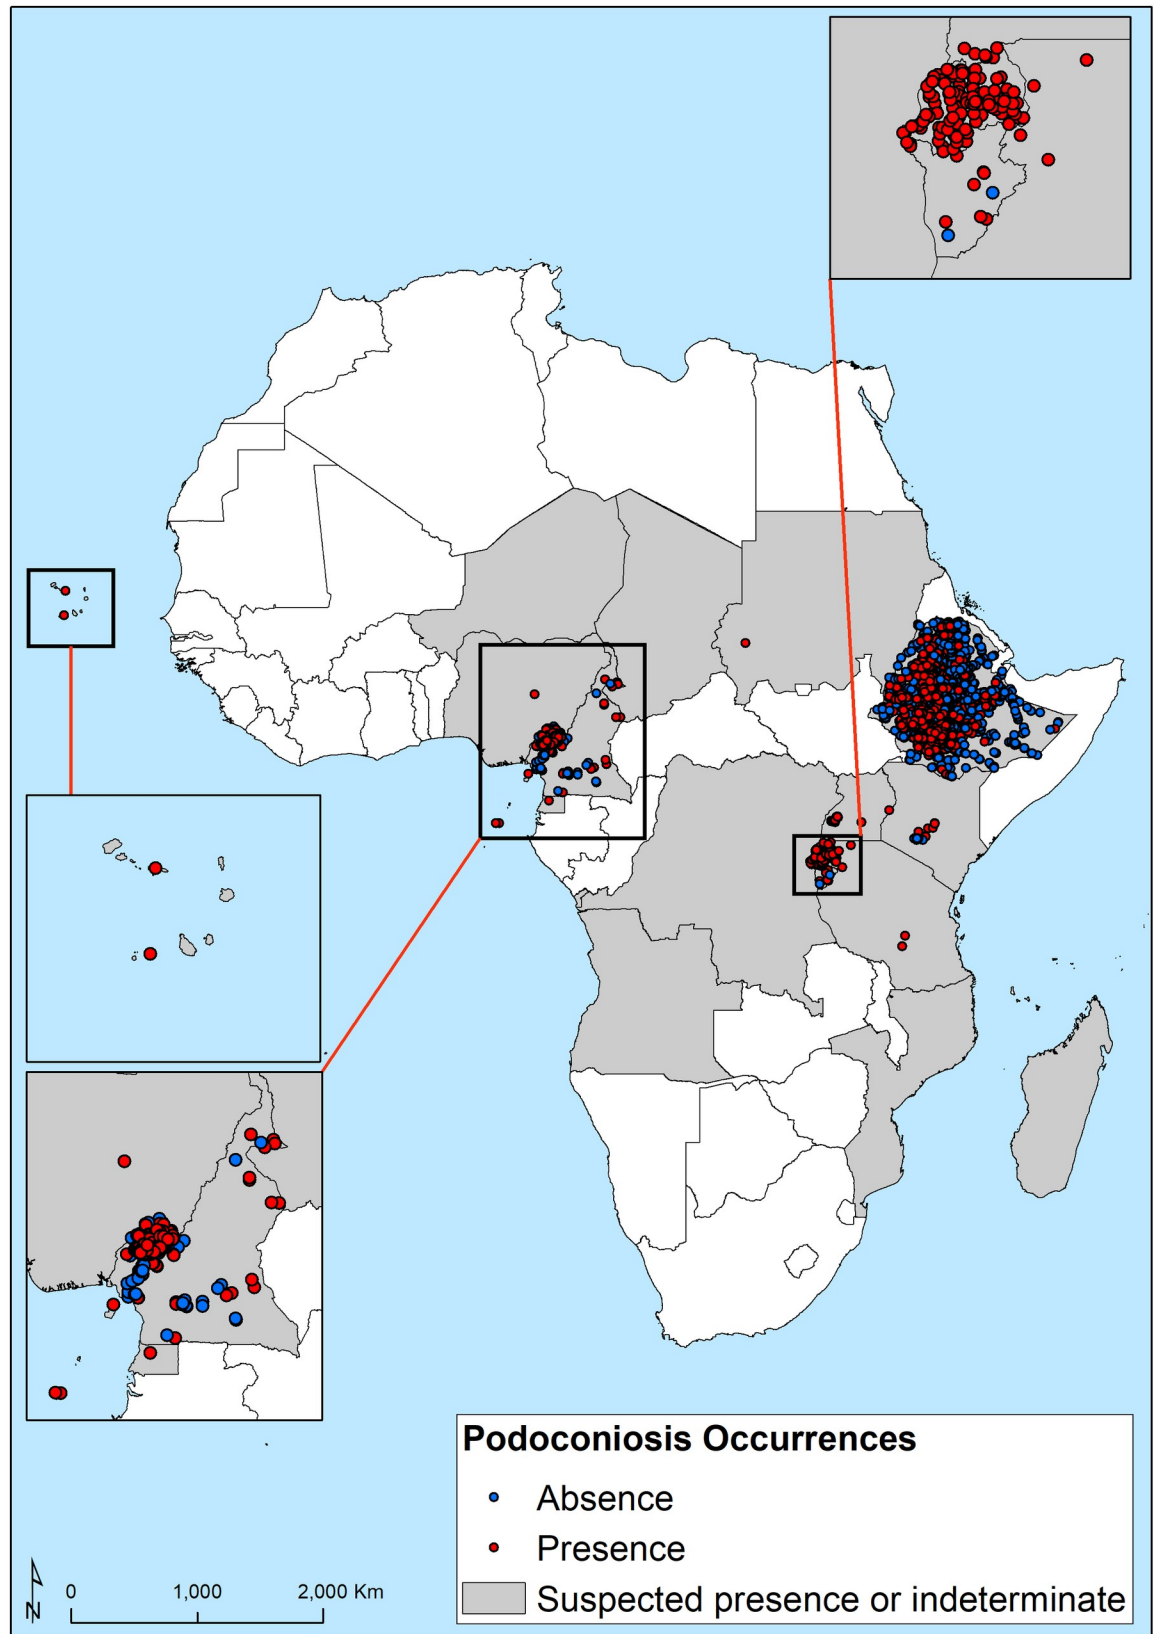 Podoconiosis Occurrences
Absence
Presence
Suspected presence or indeterminate
N
0 1,000 2,000 Km